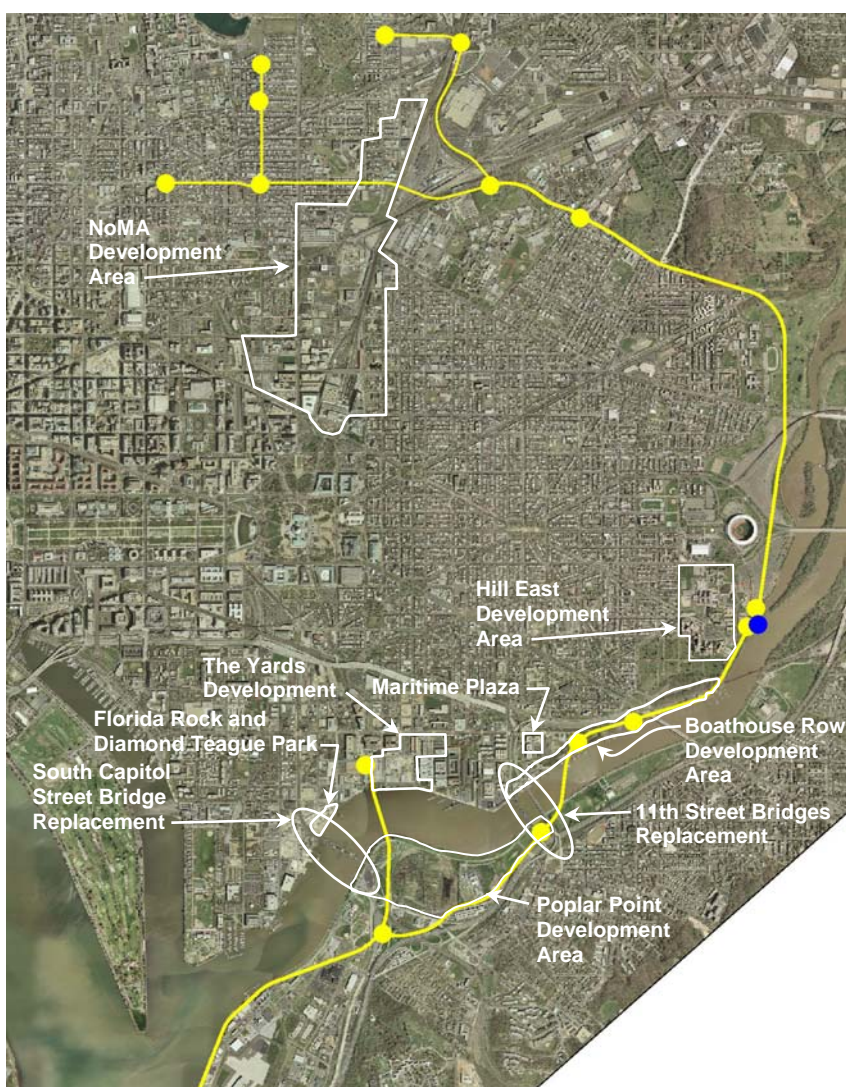 NoMA
Development
Area
Hill East
Development
Area
The Yards
Development
Maritime Plaza
Florida Rock and
Diamond Teague Park
Boathouse Row
Development
Area
South Capitol
Street Bridge
Replacement
11th Street Bridges
Replacement
Poplar Point
Development
Area